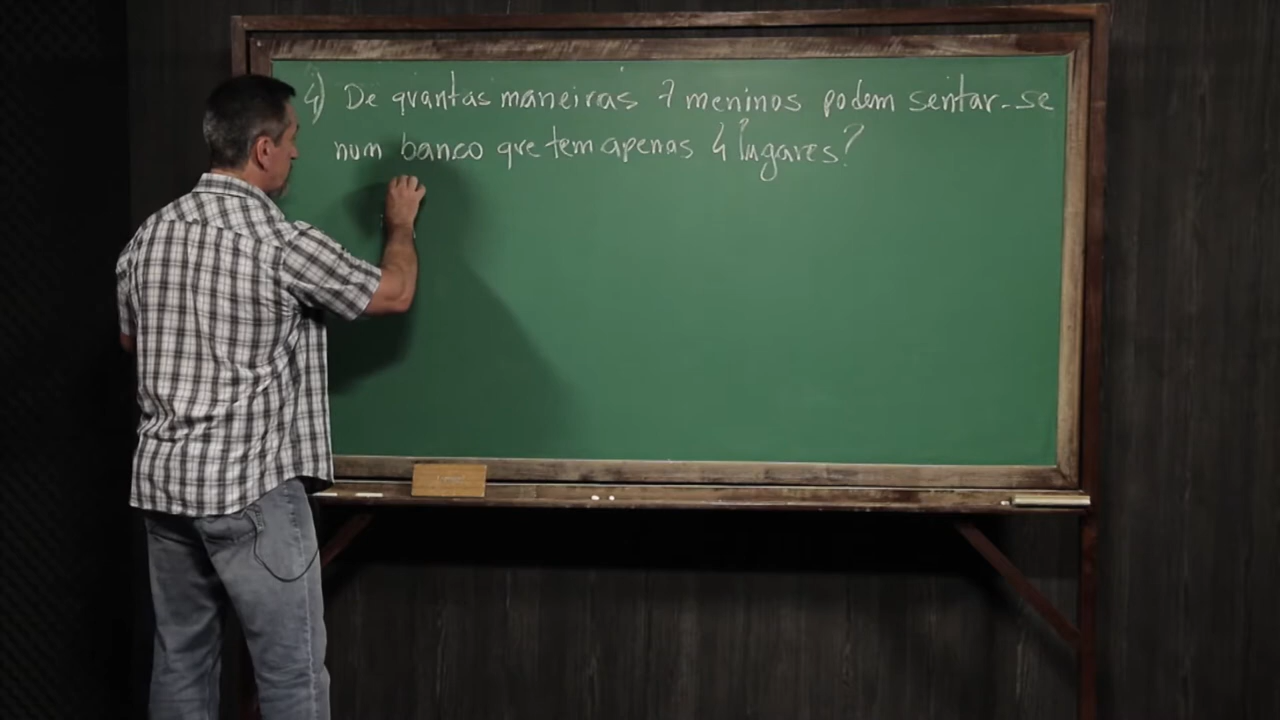 4) De quantas maneiras 7 meninos podem sentar-se
num banco que tem apenas 4 lugares?